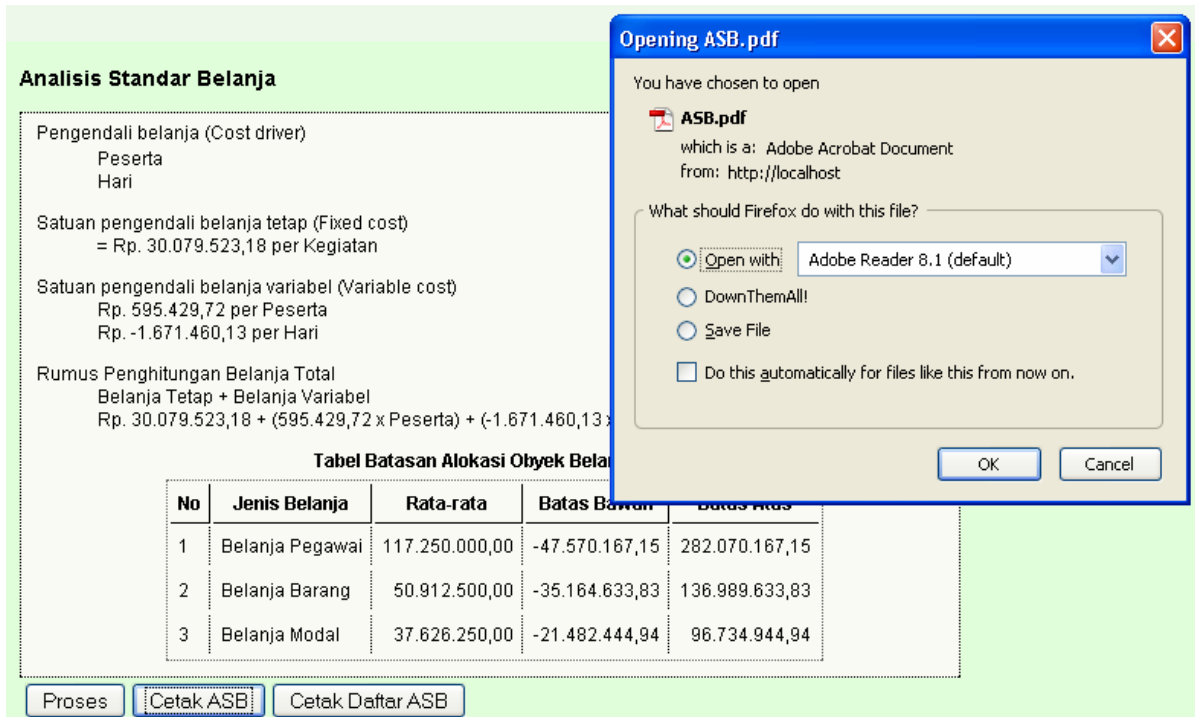 Analisis Standar Belanja
Pengendali belanja (Cost driver)
Peserta
Hari
Satuan pengendali belanja tetap (Fixed cost)
= Rp. 30.079.523,18 per Kegiatan
Satuan pengendali belanja variabel (Variable cost)
Rp. 595.429,72 per Peserta
Rp. -1.671.460,13 per Hari
Rumus Penghitungan Belanja Total
Belanja Tetap + Belanja Variabel
Rp. 30.079.523,18 + (595.429,72 x Peserta) + (-1.671.460,13 x
Tabel Batasan Alokasi Obyek
No Jenis Belanja Rata-rata Batas Bawah Batas Atas
1 Belanja Pegawai 117.250.000,00 -47.570.167,15 282.070.167,15
2 Belanja Barang 50.912.500,00 -35.164.633,83 136.989.633,83
3 Belanja Modal 37.626.250,00 -21.482.444,94 96.734.944,94
Proses Cetak ASB Cetak Daftar ASB
Opening ASB.pdf
You have chosen to open
ASB.pdf
which is a: Adobe Acrobat Document
from: http://localhost
What should Firefox do with this file?
Open with Adobe Reader 8.1 (default)
DownThemAll!
Save File
Do this automatically for files like this from now on.
OK Cancel